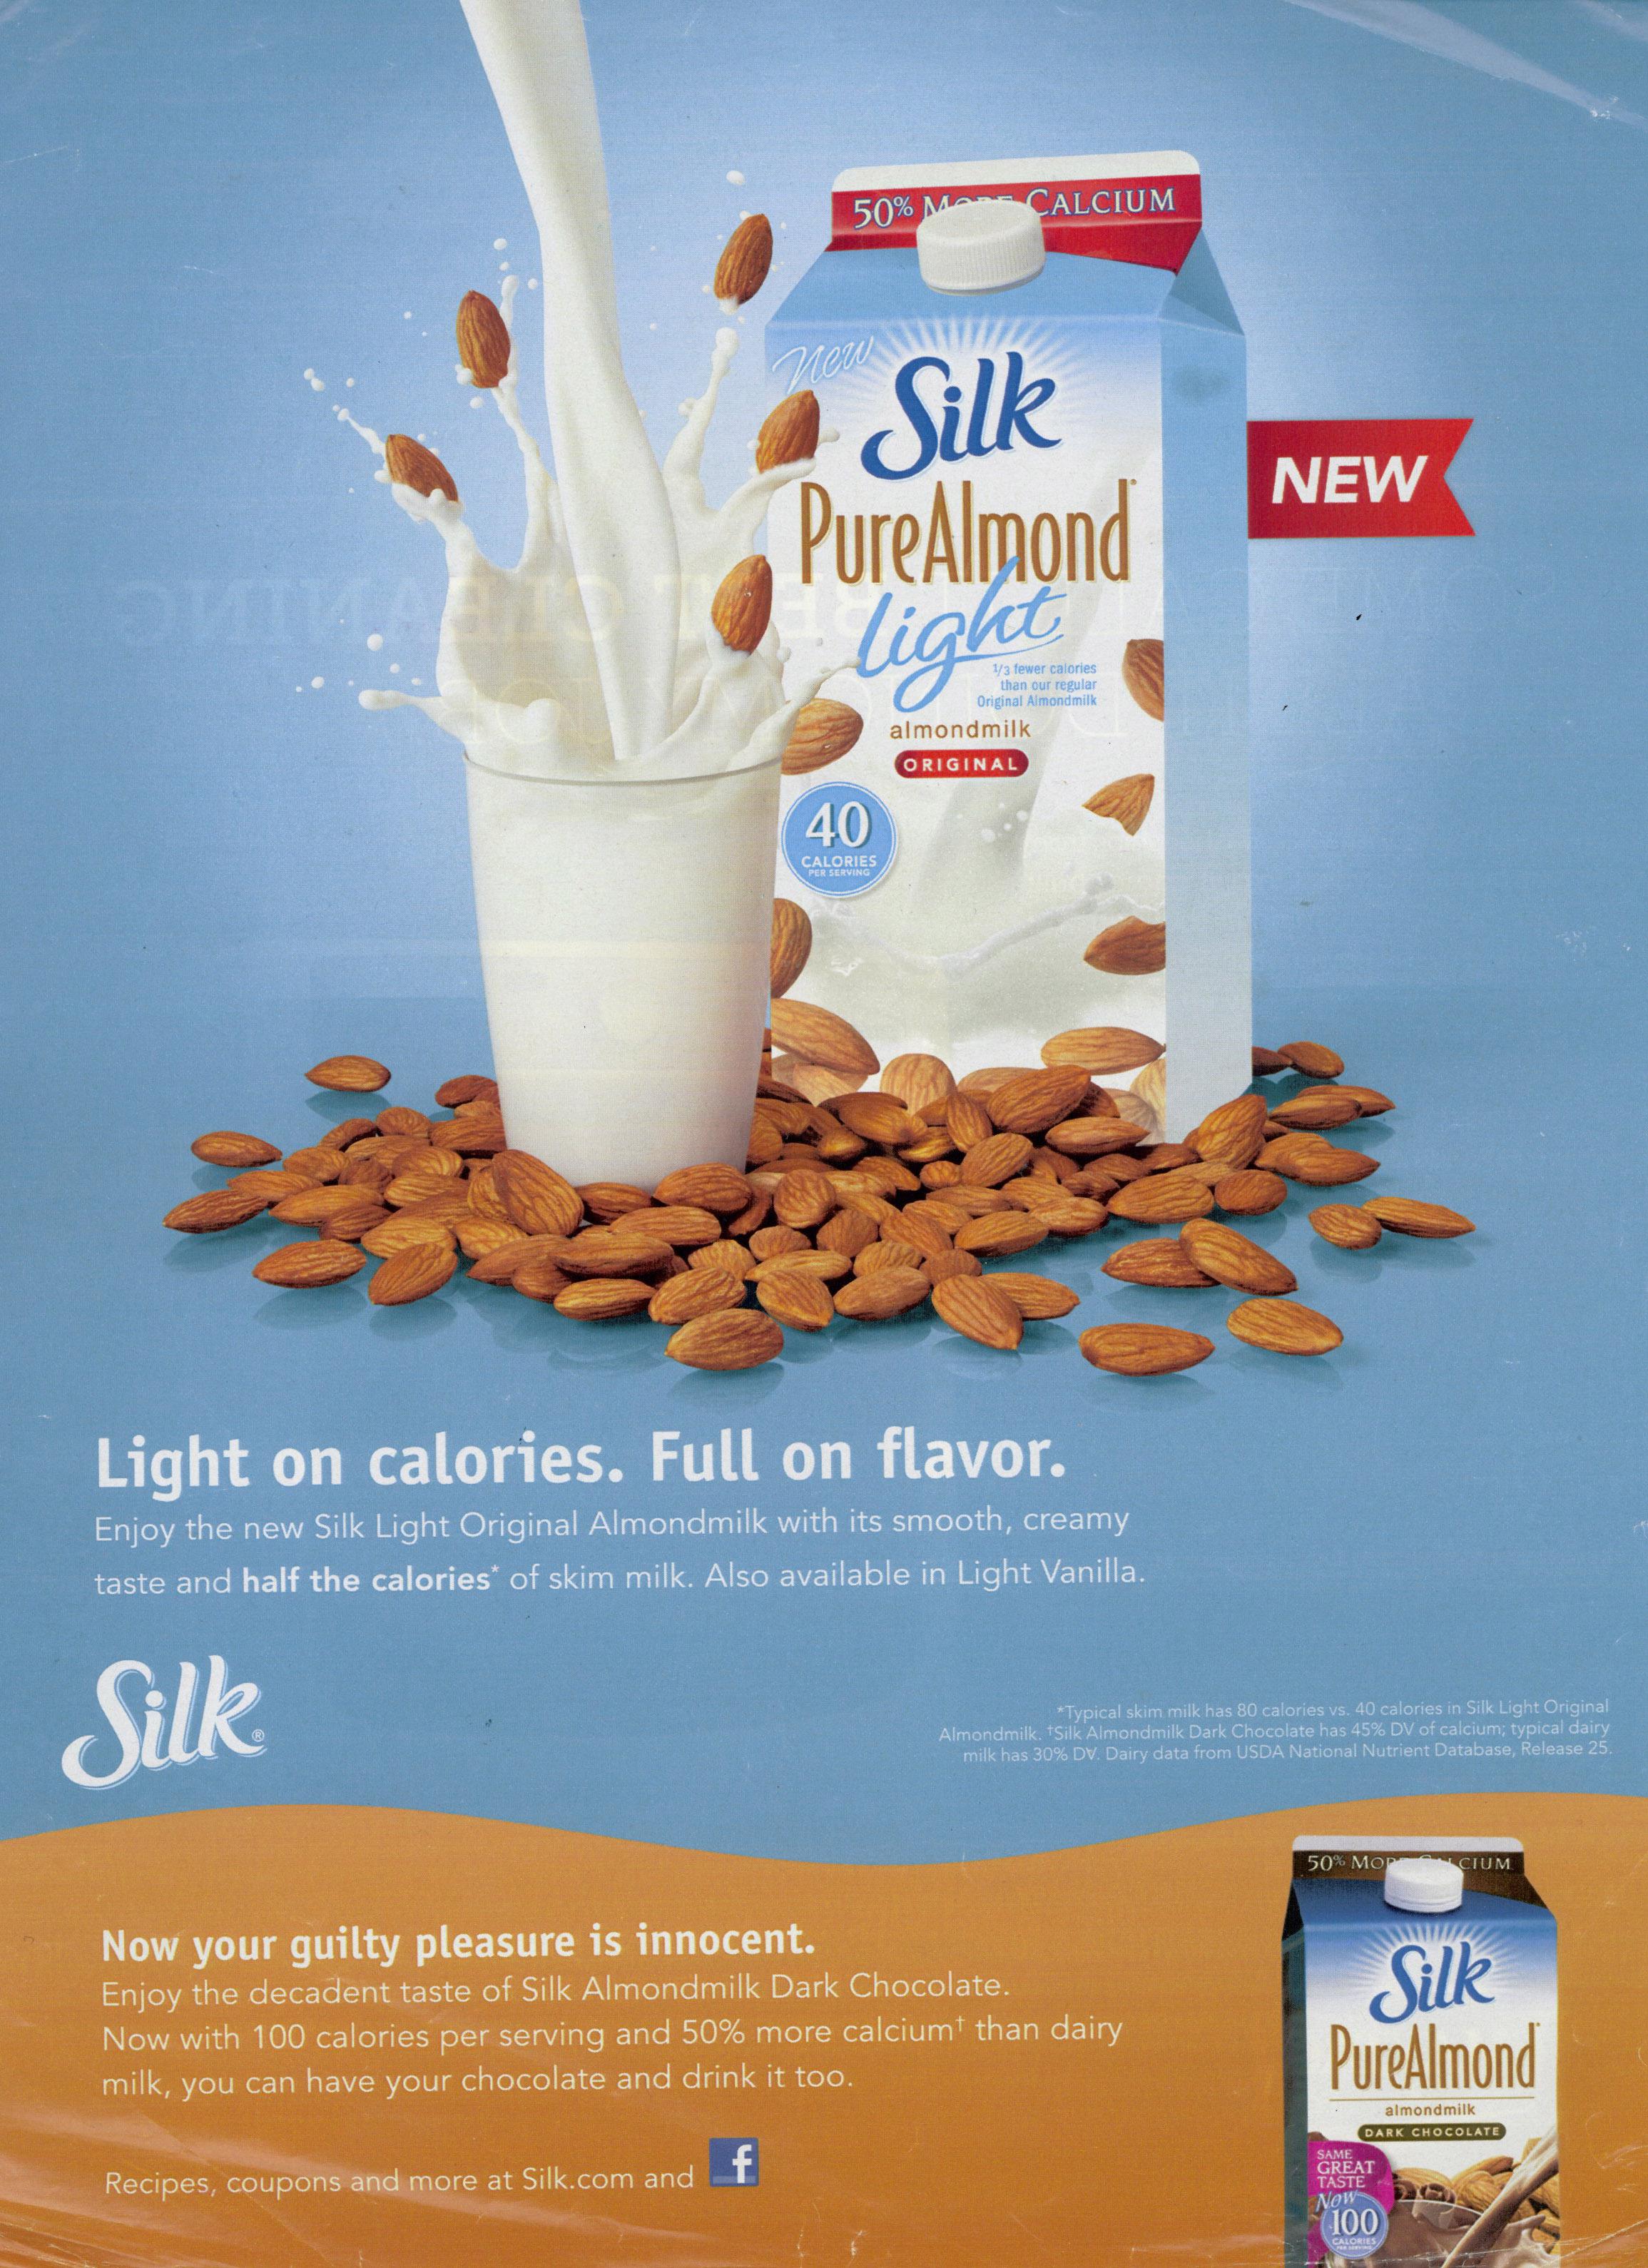 50% MORE CALCIUM
New
Silk
PureAlmond
light
1/3 fewer calories
than our regular
Original Almondmilk
almondmilk
ORIGINAL
40
CALORIES
PER SERVING
NEW
Light on calories. Full on flavor.
Enjoy the new Silk Light Original Almondmilk with its smooth, creamy
taste and half the calories* of skim milk. Also available in Light Vanilla.
Silk®
*Typical skim milk has 80 calories vs. 40 calories in Silk Light Original
Almondmilk. †Silk Almondmilk Dark Chocolate has 45% DV of calcium; typical dairy
milk has 30% DV. Dairy data from USDA National Nutrient Database, Release 25.
Now your guilty pleasure is innocent.
Enjoy the decadent taste of Silk Almondmilk Dark Chocolate.
Now with 100 calories per serving and 50% more calcium† than dairy
milk, you can have your chocolate and drink it too.
Recipes, coupons and more at Silk.com and f
50% MORE CALCIUM
Silk
PureAlmond
almondmilk
DARK CHOCOLATE
SAME
GREAT
TASTE
Now
100
CALORIES
PER SERVING